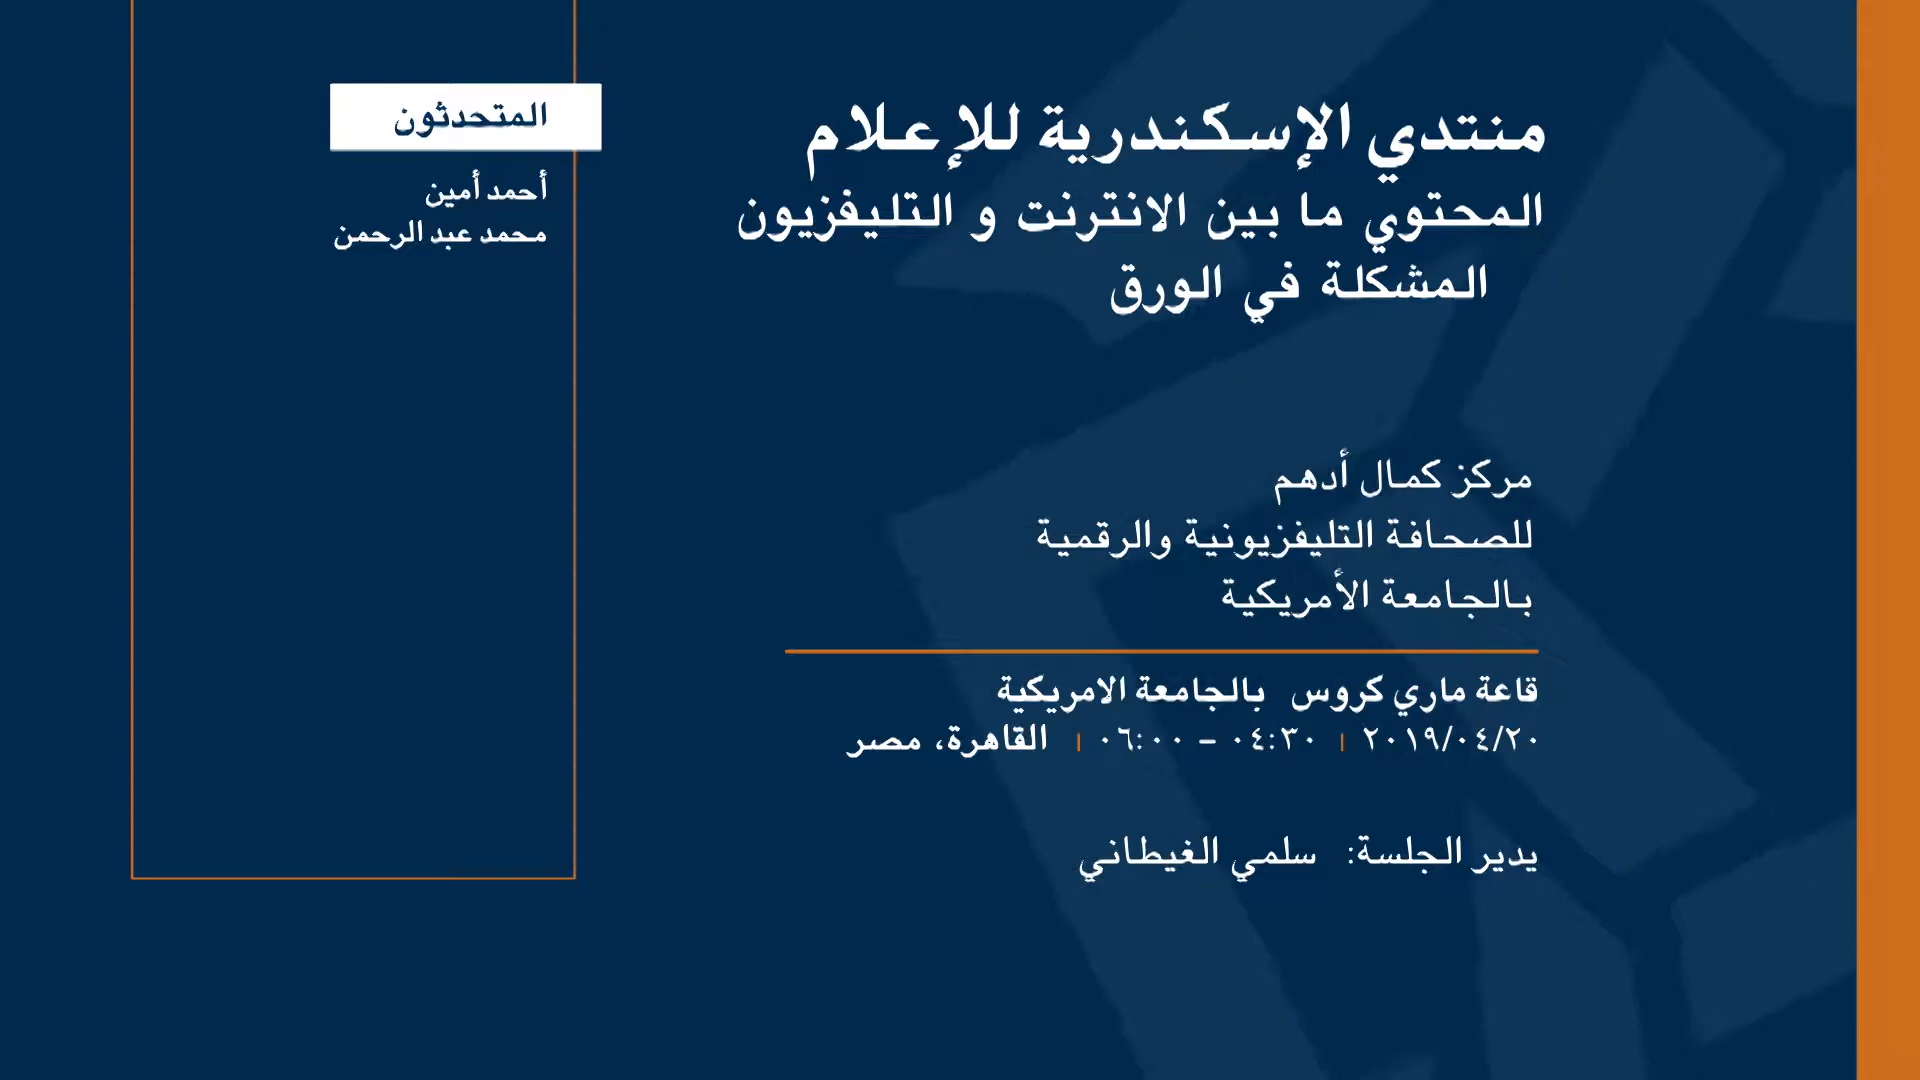 منتدي الإسكندرية للإعلام
المحتوي ما بين الانترنت و التليفزيون
المشكلة في الورق
مركز كمال أدهم
للصحافة التليفزيونية والرقمية
بالجامعة الأمريكية
قاعة ماري كروس بالجامعة الامريكية
٢٠١٩/٠٤/٢٠ | ٠٤:٣٠ – ٠٦:٠٠ | القاهرة، مصر
يدير الجلسة: سلمي الغيطاني
المتحدثون
أحمد أمين
محمد عبد الرحمن